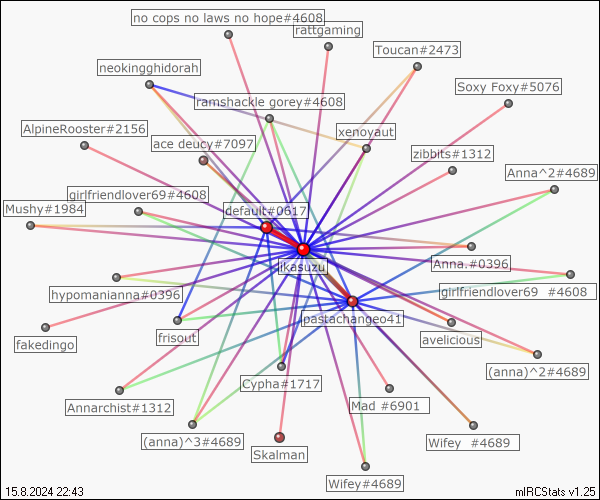 no cops no laws no hope#4608
rattgaming
Toucan#2473
neokingghidorah
Soxy Foxy#5076
ramshackle gorey#4608
AlpineRooster#2156
xenoyaut
ace deucy#7097
zibbits#1312
Anna^2#4689
girlfriendlover69#4608
Mushy#1984
default#0617
Anna.#0396
jkasuzu
girlfriendlover69 #4608
hypomanianna#0396
pastachangeo41
fakedingo
frisout
avelicious
(anna)^2#4689
Cypha#1717
Annarchist#1312
Mad #6901
(anna)^3#4689
Wifey #4689
Skalman
Wifey#4689
15.8.2024 22:43
mIRCStats v1.25